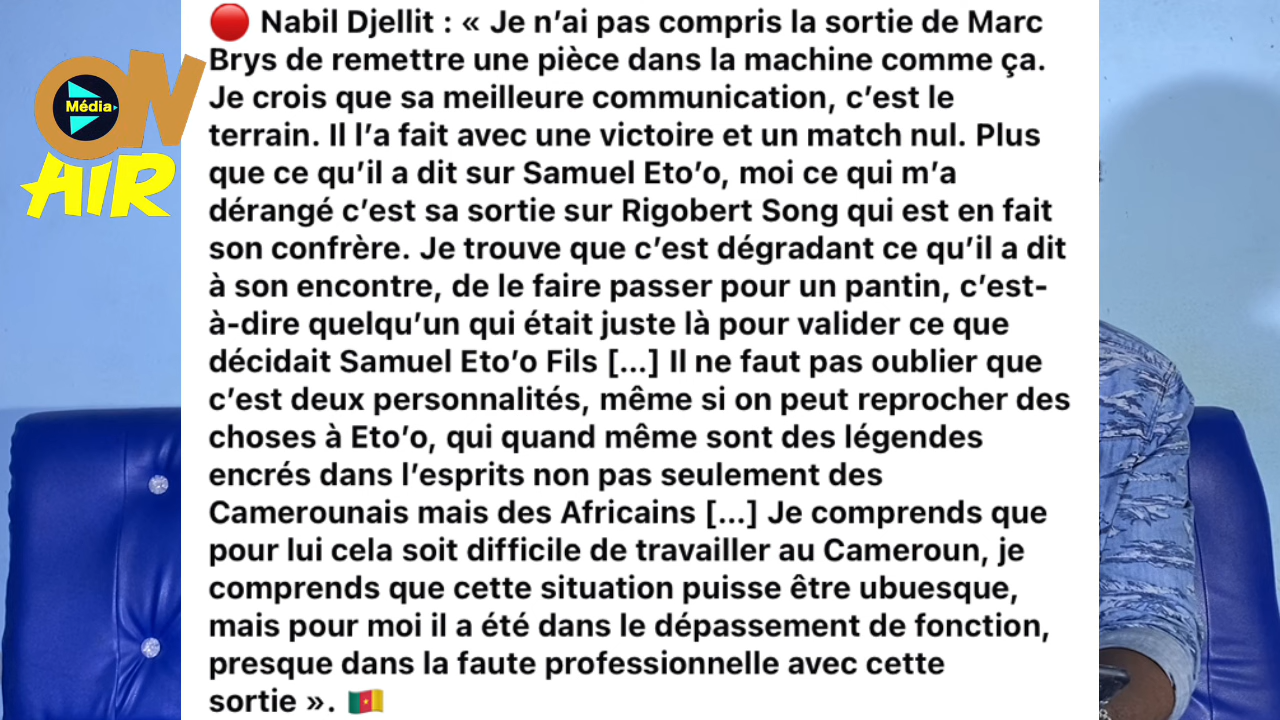 ON
Média
AIR
🔴 Nabil Djellit : « Je n’ai pas compris la sortie de Marc
Brys de remettre une pièce dans la machine comme ça.
Je crois que sa meilleure communication, c’est le
terrain. Il l’a fait avec une victoire et un match nul. Plus
que ce qu’il a dit sur Samuel Eto’o, moi ce qui m’a
dérangé c’est sa sortie sur Rigobert Song qui est en fait
son confrère. Je trouve que c’est dégradant ce qu’il a dit
à son encontre, de le faire passer pour un pantin, c’est-
à-dire quelqu’un qui était juste là pour valider ce que
décidait Samuel Eto’o Fils [...] Il ne faut pas oublier que
c’est deux personnalités, même si on peut reprocher des
choses à Eto’o, qui quand même sont des légendes
encrés dans l’esprits non pas seulement des
Camerounais mais des Africains [...] Je comprends que
pour lui cela soit difficile de travailler au Cameroun, je
comprends que cette situation puisse être ubuesque,
mais pour moi il a été dans le dépassement de fonction,
presque dans la faute professionnelle avec cette
sortie ». 🇨🇲